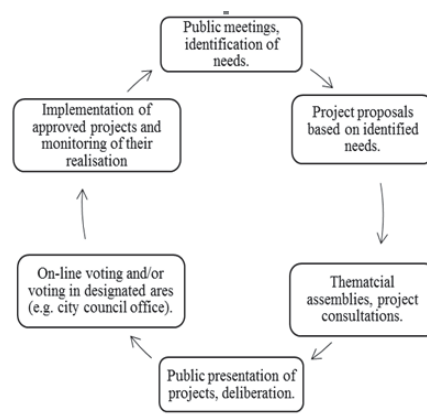 Public meetings,
identification of
needs.
Project proposals
based on identified
needs.
Thematcial
assemblies, project
consultations.
Public presentation of
projects, deliberation.
On-line voting and/or
voting in designated ares
(e.g. city council office).
Implementation of
approved projects and
monitoring of their
realisation